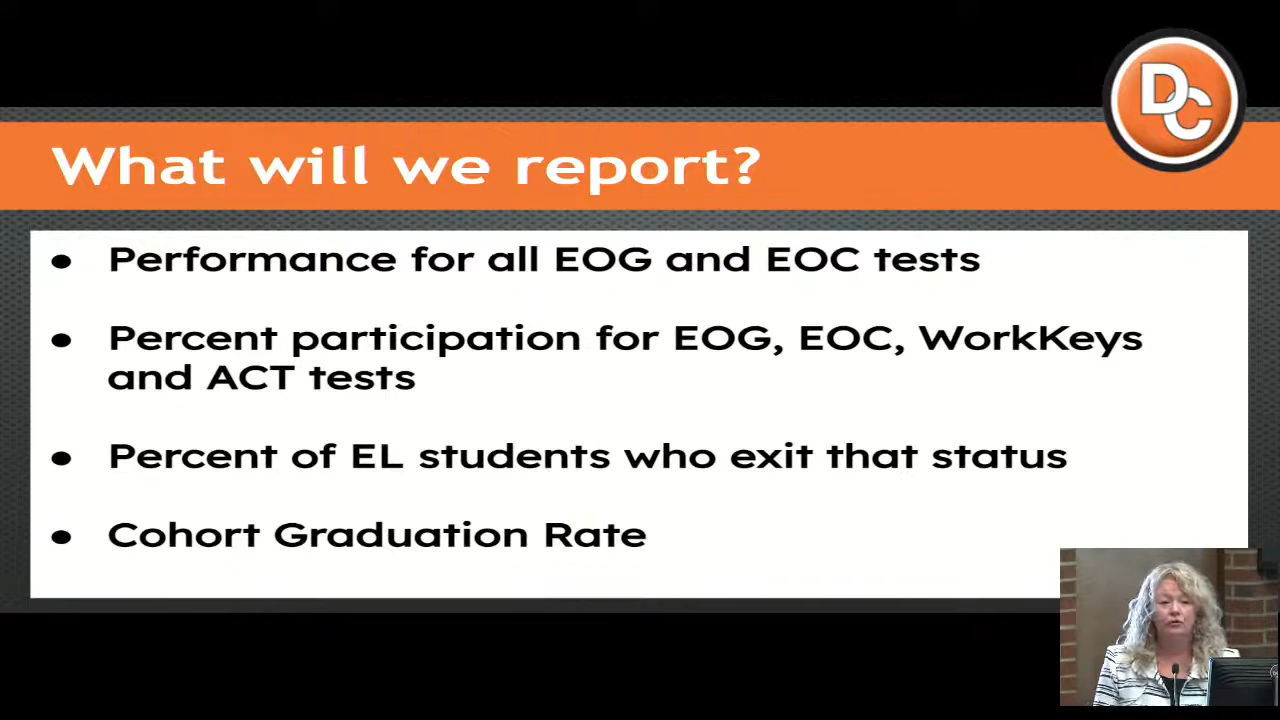 DC
What will we report?
● Performance for all EOG and EOC tests
● Percent participation for EOG, EOC, WorkKeys
and ACT tests
● Percent of EL students who exit that status
● Cohort Graduation Rate